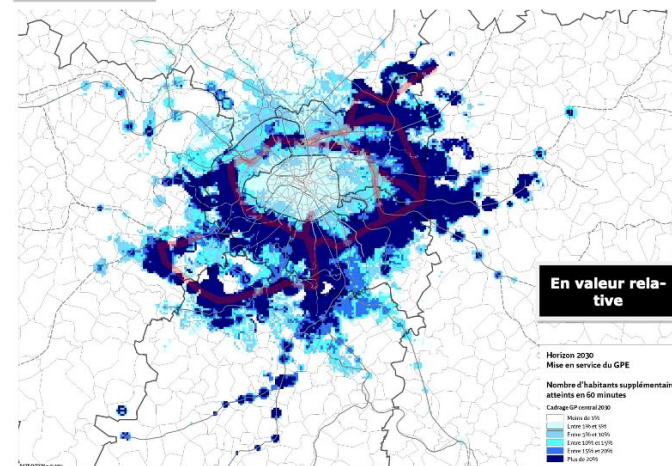 En valeur rela-
tive
Horizon 2030
Mise en service du GPE
Nombre d'habitants supplémentaire
atteints en 60 minutes
Cadrage GP central 2030
Moins de 1%
Entre 1% et 5%
Entre 5% et 10%
Entre 10% et 15%
Entre 15% et 20%
Plus de 20%